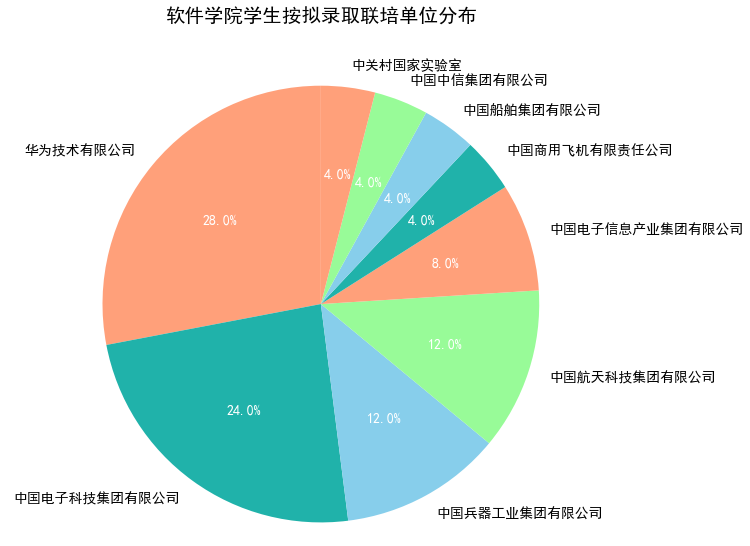 软件学院学生按拟录取联培单位分布
中关村国家实验室
中国中信集团有限公司
中国船舶集团有限公司
中国商用飞机有限责任公司
华为技术有限公司
4.0%
4.0%
4.0%
4.0%
28.0%
中国电子信息产业集团有限公司
8.0%
12.0%
中国航天科技集团有限公司
24.0%
12.0%
中国电子科技集团有限公司
中国兵器工业集团有限公司